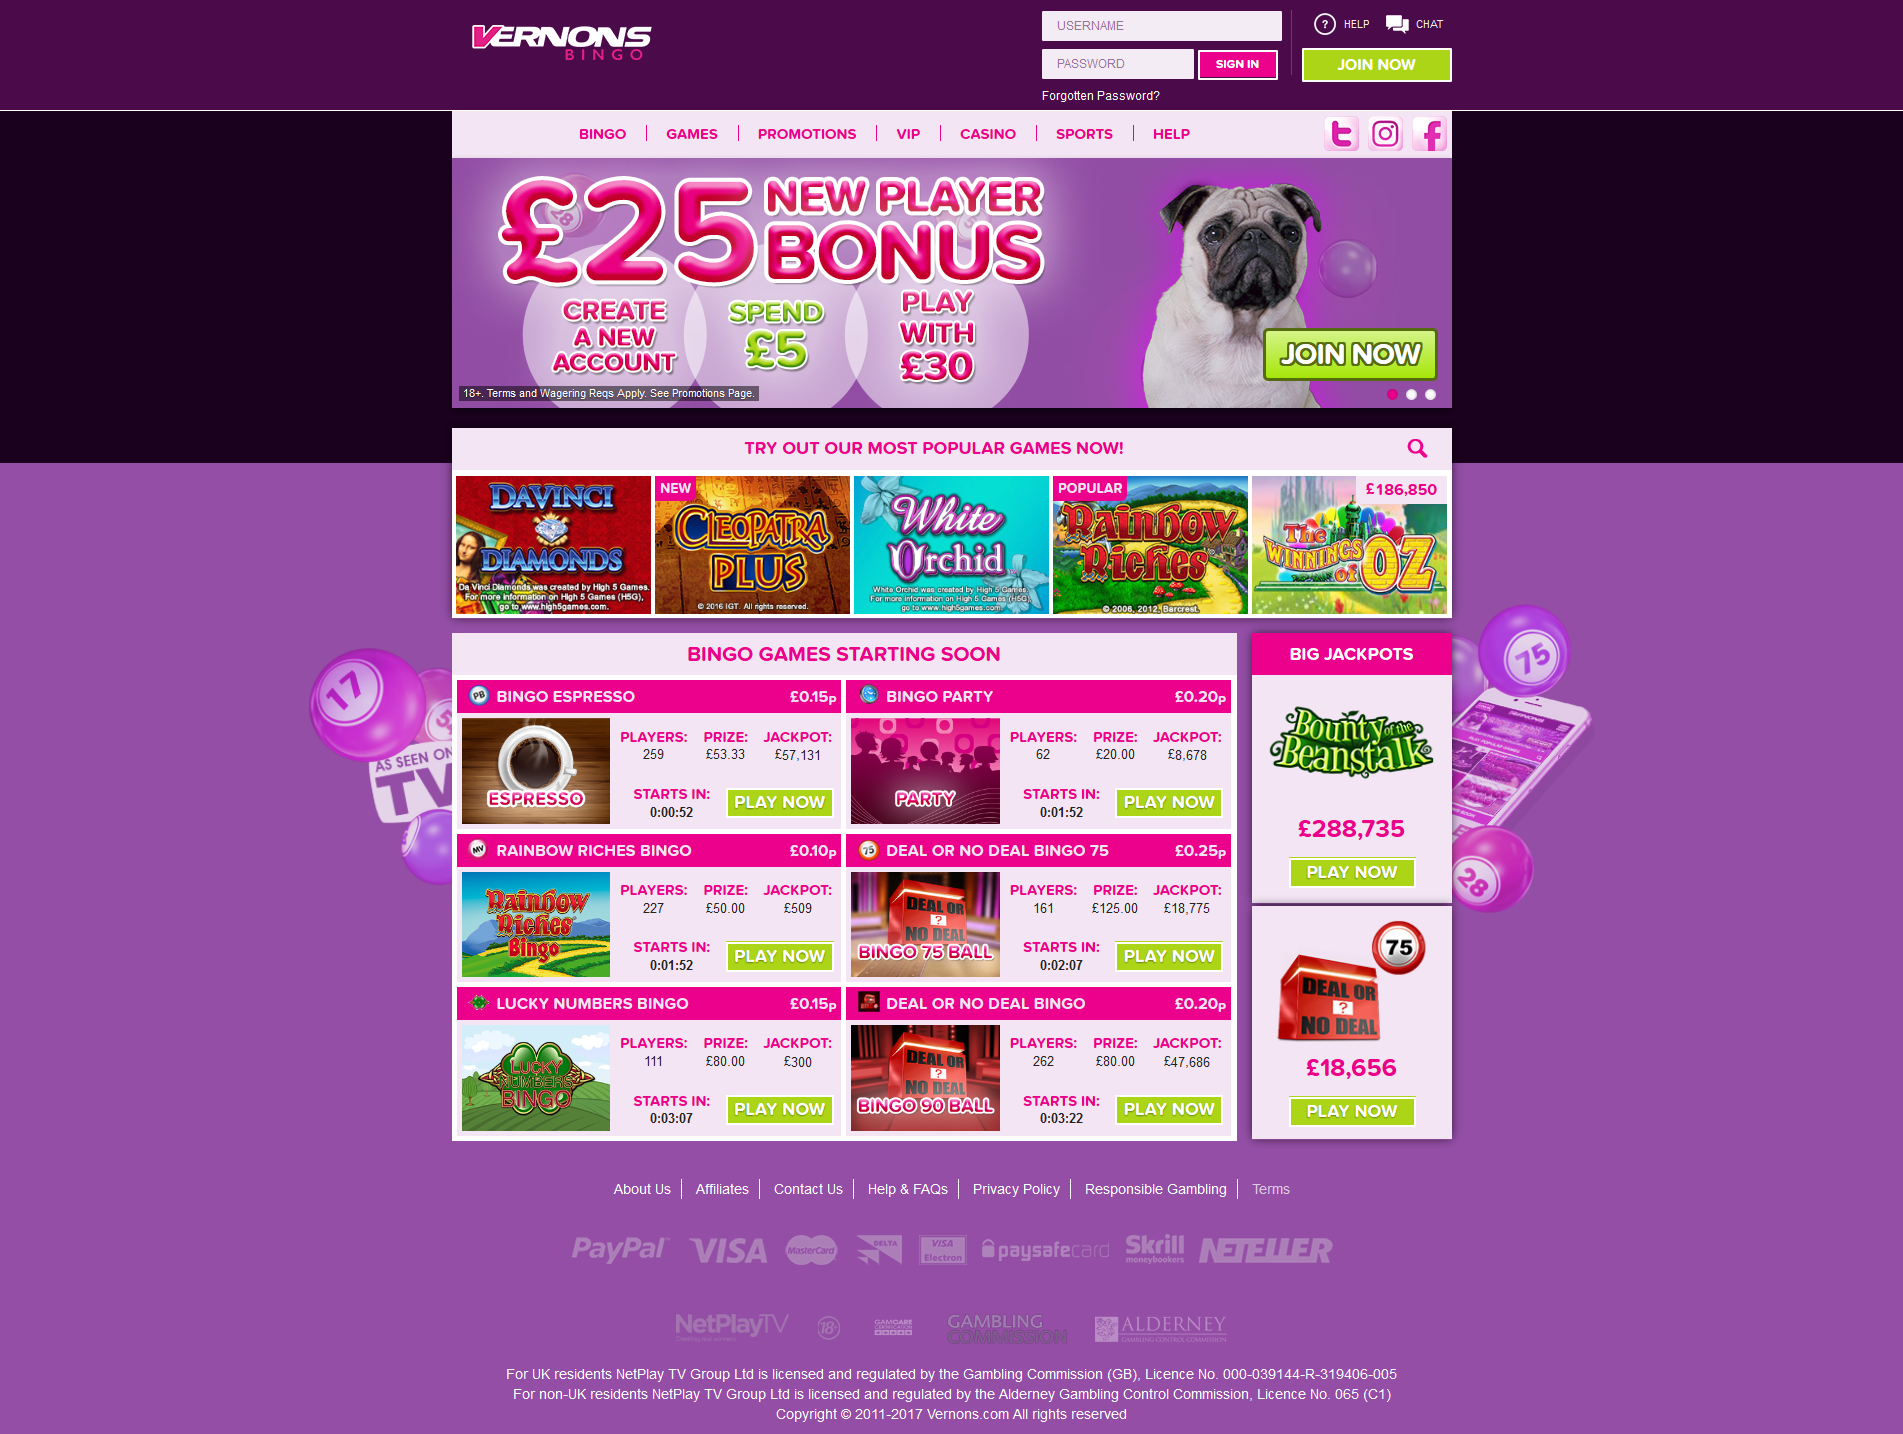 VERNONS
BINGO
USERNAME
PASSWORD
SIGN IN
Forgotten Password?
? HELP
CHAT
JOIN NOW
BINGO
GAMES
PROMOTIONS
VIP
CASINO
SPORTS
HELP
£25 NEW PLAYER BONUS
CREATE
A NEW
ACCOUNT
SPEND
£5
PLAY
WITH
£30
JOIN NOW
18+. Terms and Wagering Reqs Apply. See Promotions Page.
TRY OUT OUR MOST POPULAR GAMES NOW!
DAVINCI
DIAMONDS
Da Vinci Diamonds was created by High 5 Games.
For more information on High 5 Games (H5G),
go to www.high5games.com.
NEW
CLEOPATRA
PLUS
© 2016 IGT. All rights reserved.
White
Orchid
White Orchid was created by High 5 Games.
For more information on High 5 Games (H5G),
go to www.high5games.com.
POPULAR
Rainbow
Riches
© 2008, 2012, Barcrest.
£186,850
The
WINNINGS
of OZ
17
AS SEEN ON
TV
75
28
BINGO GAMES STARTING SOON
PB BINGO ESPRESSO £0.15p
ESPRESSO
PLAYERS: PRIZE: JACKPOT:
259 £53.33 £57,131
STARTS IN:
0:00:52
PLAY NOW
BINGO PARTY £0.20p
PARTY
PLAYERS: PRIZE: JACKPOT:
62 £20.00 £8,678
STARTS IN:
0:01:52
PLAY NOW
MV RAINBOW RICHES BINGO £0.10p
Rainbow
Riches
Bingo
PLAYERS: PRIZE: JACKPOT:
227 £50.00 £509
STARTS IN:
0:01:52
PLAY NOW
75 DEAL OR NO DEAL BINGO 75 £0.25p
DEAL OR
?
NO DEAL
BINGO 75 BALL
PLAYERS: PRIZE: JACKPOT:
161 £125.00 £18,775
STARTS IN:
0:02:07
PLAY NOW
LUCKY NUMBERS BINGO £0.15p
LUCKY
NUMBERS
BINGO
PLAYERS: PRIZE: JACKPOT:
111 £80.00 £300
STARTS IN:
0:03:07
PLAY NOW
DEAL OR NO DEAL BINGO £0.20p
DEAL OR
?
NO DEAL
BINGO 90 BALL
PLAYERS: PRIZE: JACKPOT:
262 £80.00 £47,686
STARTS IN:
0:03:22
PLAY NOW
BIG JACKPOTS
Bounty of the
Beanstalk
£288,735
PLAY NOW
75
DEAL OR
?
NO DEAL
£18,656
PLAY NOW
About Us
Affiliates
Contact Us
Help & FAQs
Privacy Policy
Responsible Gambling
Terms
PayPal
VISA
MasterCard
DELTA
VISA
Electron
paysafecard
Skrill
moneybookers
NETELLER
NetPlayTV
18+
GAMCARE
CERTIFICATION
GAMBLING
COMMISSION
ALDERNEY
GAMBLING CONTROL COMMISSION
For UK residents NetPlay TV Group Ltd is licensed and regulated by the Gambling Commission (GB), Licence No. 000-039144-R-319406-005
For non-UK residents NetPlay TV Group Ltd is licensed and regulated by the Alderney Gambling Control Commission, Licence No. 065 (C1)
Copyright © 2011-2017 Vernons.com All rights reserved